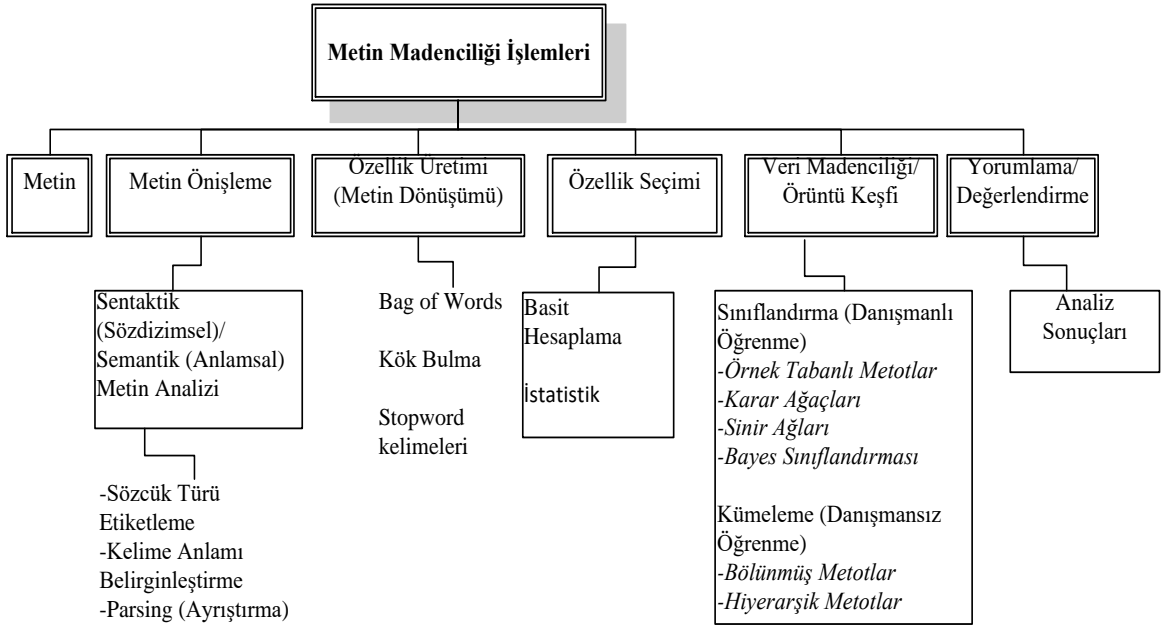 Metin Madenciliği İşlemleri
Metin
Metin Önişleme
Özellik Üretimi
(Metin Dönüşümü)
Özellik Seçimi
Veri Madenciliği/
Örüntü Keşfi
Yorumlama/
Değerlendirme
Sentaktik
(Sözdizimsel)/
Semantik (Anlamsal)
Metin Analizi
-Sözcük Türü
Etiketleme
-Kelime Anlamı
Belirginleştirme
-Parsing (Ayrıştırma)
Bag of Words
Kök Bulma
Stopword
kelimeleri
Basit
Hesaplama
İstatistik
Sınıflandırma (Danışmanlı
Öğrenme)
-Örnek Tabanlı Metotlar
-Karar Ağaçları
-Sinir Ağları
-Bayes Sınıflandırması
Kümeleme (Danışmansız
Öğrenme)
-Bölünmüş Metotlar
-Hiyerarşik Metotlar
Analiz
Sonuçları